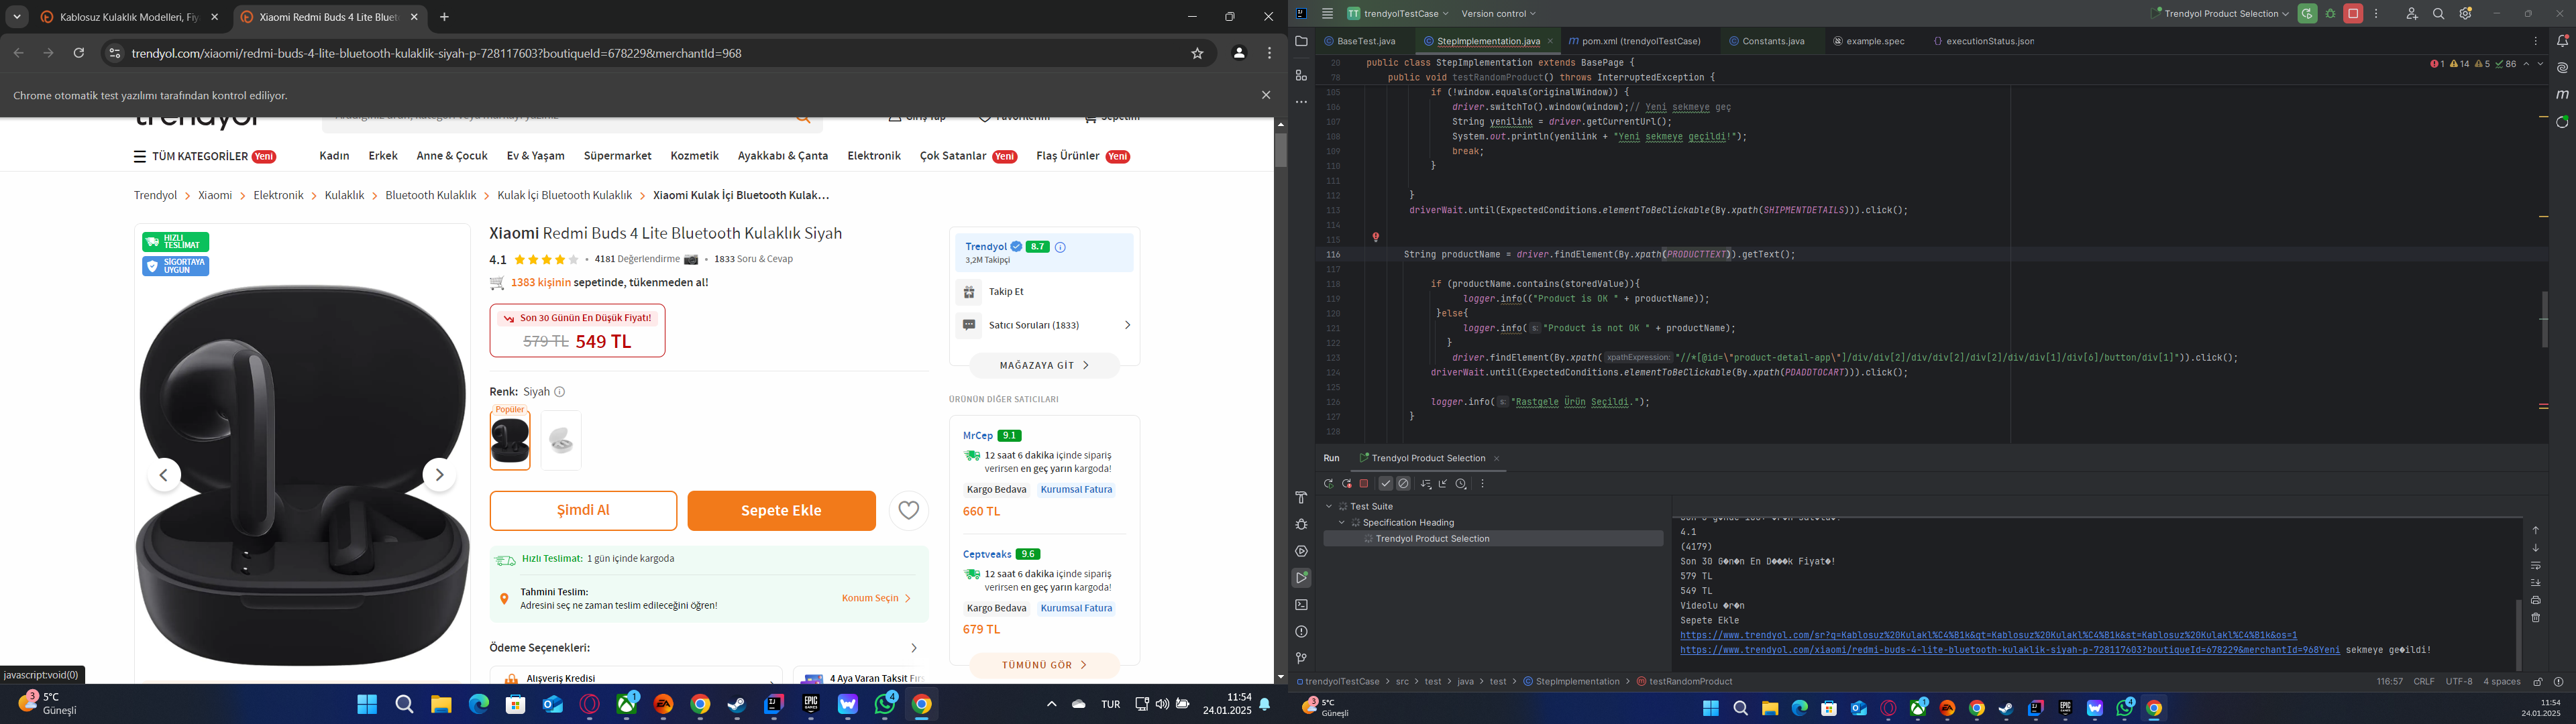 Kablosuz Kulaklık Modelleri, Fiy
Xiaomi Redmi Buds 4 Lite Bluet
trendyol.com/xiaomi/redmi-buds-4-lite-bluetooth-kulaklik-siyah-p-728117603?boutiqueId=678229&merchantId=968
Chrome otomatik test yazılımı tarafından kontrol ediliyor.
trendyol
Giriş Yap Favorilerim Sepetim
TÜM KATEGORİLER Yeni Kadın Erkek Anne & Çocuk Ev & Yaşam Süpermarket Kozmetik Ayakkabı & Çanta Elektronik Çok Satanlar Yeni Flaş Ürünler Yeni
Trendyol Xiaomi Elektronik Kulaklık Bluetooth Kulaklık Kulak İçi Bluetooth Kulaklık Xiaomi Kulak İçi Bluetooth Kulak...
HIZLI
TESLİMAT
SİGORTAYA
UYGUN
Xiaomi Redmi Buds 4 Lite Bluetooth Kulaklık Siyah
4.1 • 4181 Değerlendirme • 1833 Soru & Cevap
1383 kişinin sepetinde, tükenmeden al!
Son 30 Günün En Düşük Fiyatı!
579 TL 549 TL
Renk: Siyah
Popüler
Şimdi Al
Sepete Ekle
Hızlı Teslimat: 1 gün içinde kargoda
Tahmini Teslim:
Adresini seç ne zaman teslim edileceğini öğren!
Konum Seçin
Ödeme Seçenekleri:
Alışveriş Kredisi
4 Aya Varan Taksit Fırs
Trendyol 8.7
3,2M Takipçi
Takip Et
Satıcı Soruları (1833)
MAĞAZAYA GİT
ÜRÜNÜN DİĞER SATICILARI
MrCep 9.1
12 saat 6 dakika içinde sipariş
verirsen en geç yarın kargoda!
Kargo Bedava Kurumsal Fatura
660 TL
Ceptveaks 9.6
12 saat 6 dakika içinde sipariş
verirsen en geç yarın kargoda!
Kargo Bedava Kurumsal Fatura
679 TL
TÜMÜNÜ GÖR
javascript:void(0)
3
5°C
Güneşli
1
4
TUR
11:54
24.01.2025
TT trendyolTestCase Version control
Trendyol Product Selection
BaseTest.java StepImplementation.java pom.xml (trendyolTestCase) Constants.java example.spec executionStatus.json
1 14 5 86
20 public class StepImplementation extends BasePage {
78 public void testRandomProduct() throws InterruptedException {
105 if (!window.equals(originalWindow)) {
106 driver.switchTo().window(window);// Yeni sekmeye geç
107 String yenilink = driver.getCurrentUrl();
108 System.out.println(yenilink + "Yeni sekmeye geçildi!");
109 break;
110 }
111
112 }
113 driverWait.until(ExpectedConditions.elementToBeClickable(By.xpath(SHIPMENTDETAILS))).click();
114
115
116 String productName = driver.findElement(By.xpath(PRODUCTTEXT)).getText();
117
118 if (productName.contains(storedValue)){
119 logger.info(("Product is OK " + productName));
120 }else{
121 logger.info( s: "Product is not OK " + productName);
122 }
123 driver.findElement(By.xpath( xpathExpression: "//*[@id=\"product-detail-app\"]/div/div[2]/div/div[2]/div[2]/div/div[1]/div[6]/button/div[1]")).click();
124 driverWait.until(ExpectedConditions.elementToBeClickable(By.xpath(PDADDTOCART))).click();
125
126 logger.info( s: "Rastgele Ürün Seçildi.");
127 }
128
Run Trendyol Product Selection
Test Suite
Specification Heading
Trendyol Product Selection
4.1
(4179)
Son 30 G�n�n En D���k Fiyat�!
579 TL
549 TL
Videolu �r�n
Sepete Ekle
https://www.trendyol.com/sr?q=Kablosuz%20Kulakl%C4%B1k&qt=Kablosuz%20Kulakl%C4%B1k&st=Kablosuz%20Kulakl%C4%B1k&os=1
https://www.trendyol.com/xiaomi/redmi-buds-4-lite-bluetooth-kulaklik-siyah-p-728117603?boutiqueId=678229&merchantId=968Yeni sekmeye ge�ildi!
trendyolTestCase src test java test StepImplementation testRandomProduct
116:57 CRLF UTF-8 4 spaces
3
5°C
Güneşli
1
4
11:54
24.01.2025